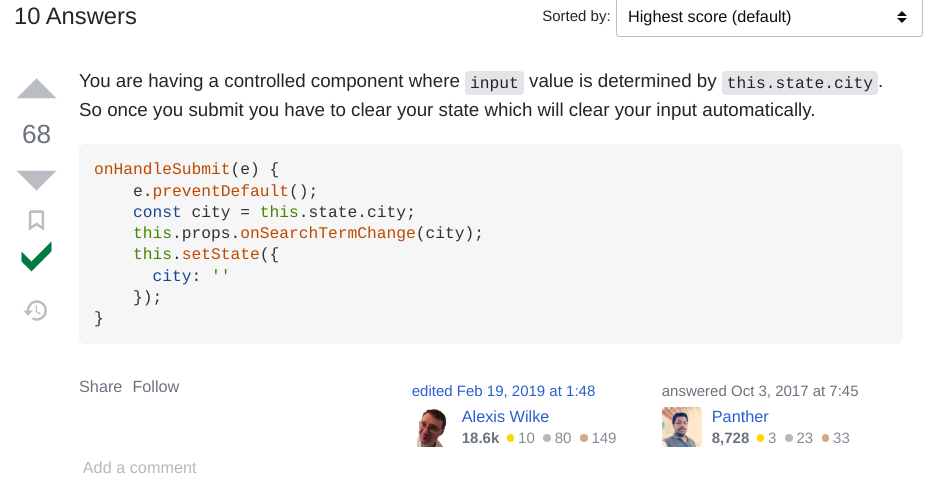 10 Answers
Sorted by: Highest score (default)
You are having a controlled component where input value is determined by this.state.city.
So once you submit you have to clear your state which will clear your input automatically.
68
onHandleSubmit(e) {
    e.preventDefault();
    const city = this.state.city;
    this.props.onSearchTermChange(city);
    this.setState({
      city: ''
    });
}
Share Follow
edited Feb 19, 2019 at 1:48
Alexis Wilke
18.6k 10 80 149
answered Oct 3, 2017 at 7:45
Panther
8,728 3 23 33
Add a comment